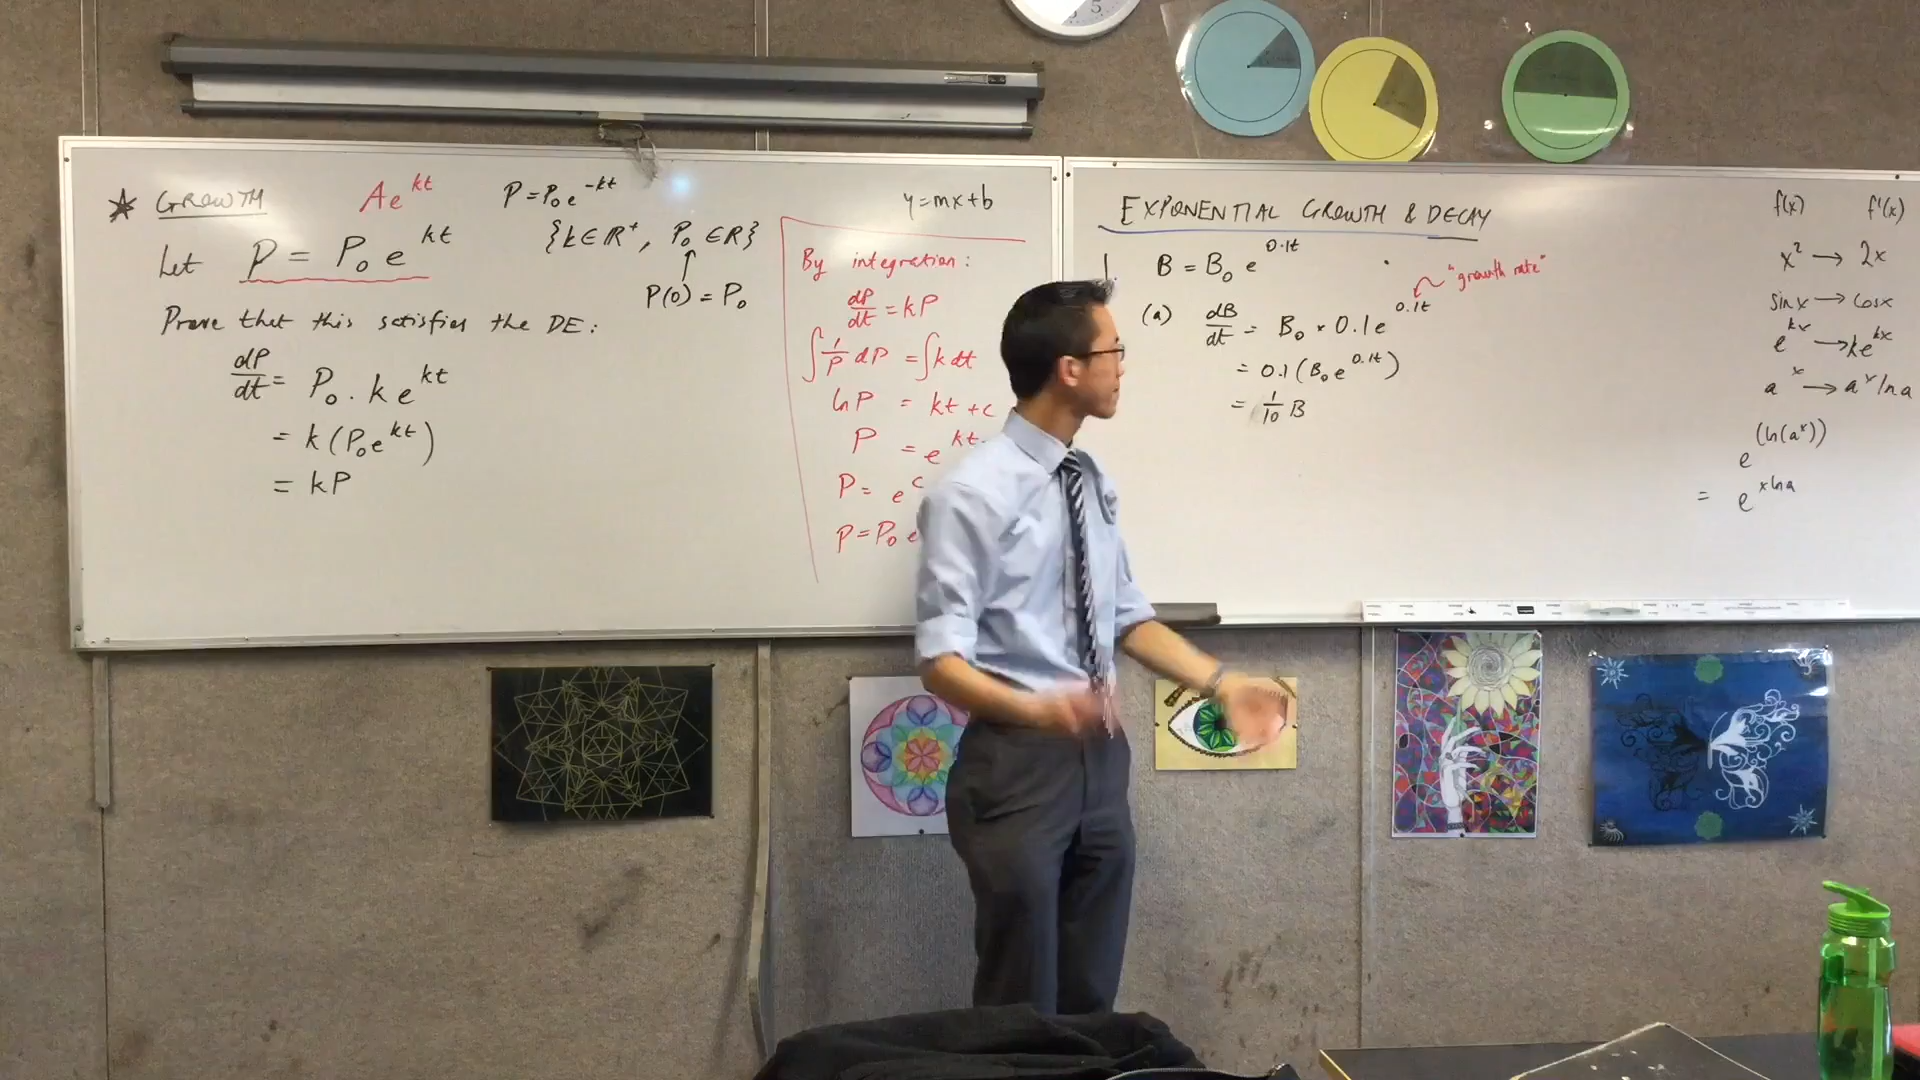 ★ GROWTH
Ae^{kt}
P = P₀e^{-kt}
{k ∈ ℝ⁺, P₀ ∈ ℝ}
↑
P(0) = P₀
Let P = P₀e^{kt}
Prove that this satisfies the DE:
dP/dt = P₀ . k e^{kt}
= k(P₀e^{kt})
= kP
y = mx + b
By integration:
dP/dt = kP
∫ 1/P dP = ∫ k dt
ln P = kt + c
P = e^{kt
P = e^{c
P = P₀ e
EXPONENTIAL GROWTH & DECAY
1. B = B₀ e^{0.1t}
"growth rate"
(a) dB/dt = B₀ × 0.1e^{0.1t}
= 0.1(B₀e^{0.1t})
= 1/10 B
f(x) f'(x)
x² → 2x
sinx → cosx
e^{kx} → ke^{kx}
a^x → a^x ln a
e^{(ln(a^x))}
= e^{x ln a}